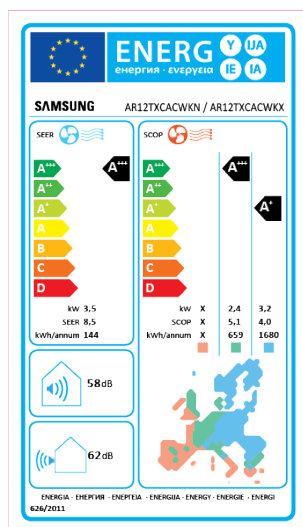 ENERG Y IJA
енергия · ενεργεια IE IA
SAMSUNG AR12TXCACWKN / AR12TXCACWKX
SEER SCOP
A+++ A+++ A+++ A+++
A++ A++
A+ A+ A+
A A
B B
C C
D D
kW 3,5 kW X 2,4 3,2
SEER 8,5 SCOP X 5,1 4,0
kWh/annum 144 kWh/annum X 659 1680
58dB
62dB
ENERGIA - ЕНЕРГИЯ - ΕΝΕΡΓΕΙΑ - ENERGIJA - ENERGY - ENERGIE - ENERGI
626/2011